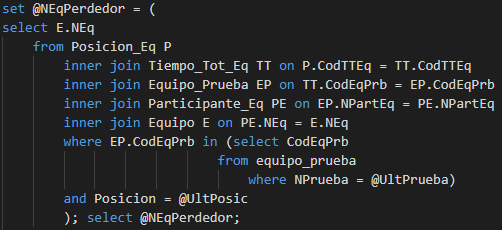 set @NEqPerdedor = (
select E.NEq
from Posicion_Eq P
inner join Tiempo_Tot_Eq TT on P.CodTTEq = TT.CodTTEq
inner join Equipo_Prueba EP on TT.CodEqPrb = EP.CodEqPrb
inner join Participante_Eq PE on EP.NPartEq = PE.NPartEq
inner join Equipo E on PE.NEq = E.NEq
where EP.CodEqPrb in (select CodEqPrb
from equipo_prueba
where NPrueba = @UltPrueba)
and Posicion = @UltPosic
); select @NEqPerdedor;